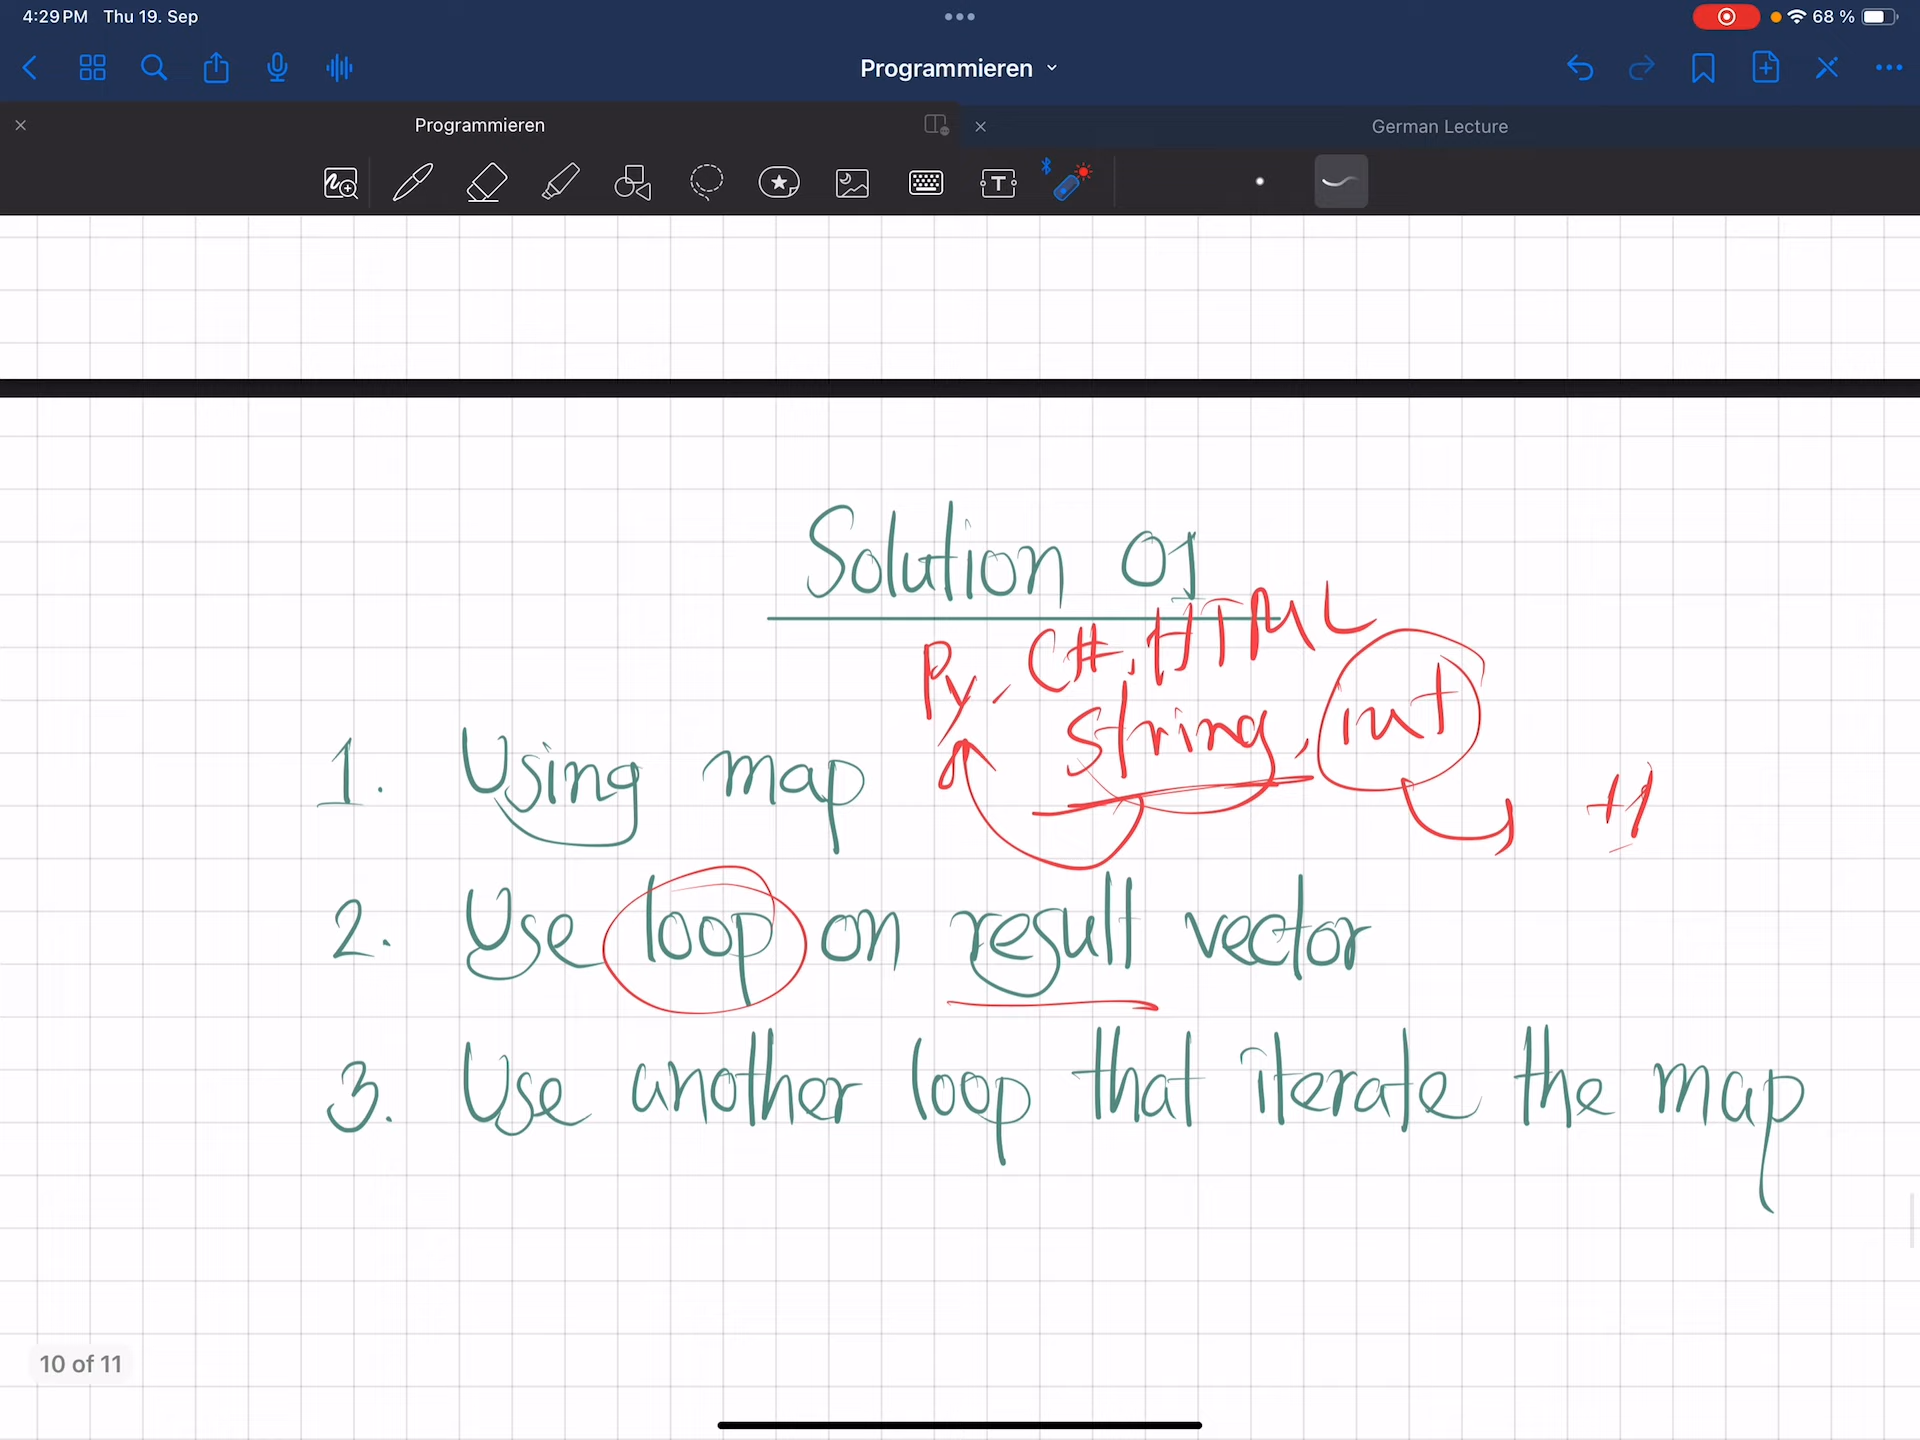 4:29 PM Thu 19. Sep
68 %
Programmieren
Programmieren
German Lecture
Solution 01
Py, C#, HTML
string, int
1. Using map
+1
2. Use loop on result vector
3. Use another loop that iterate the map
10 of 11